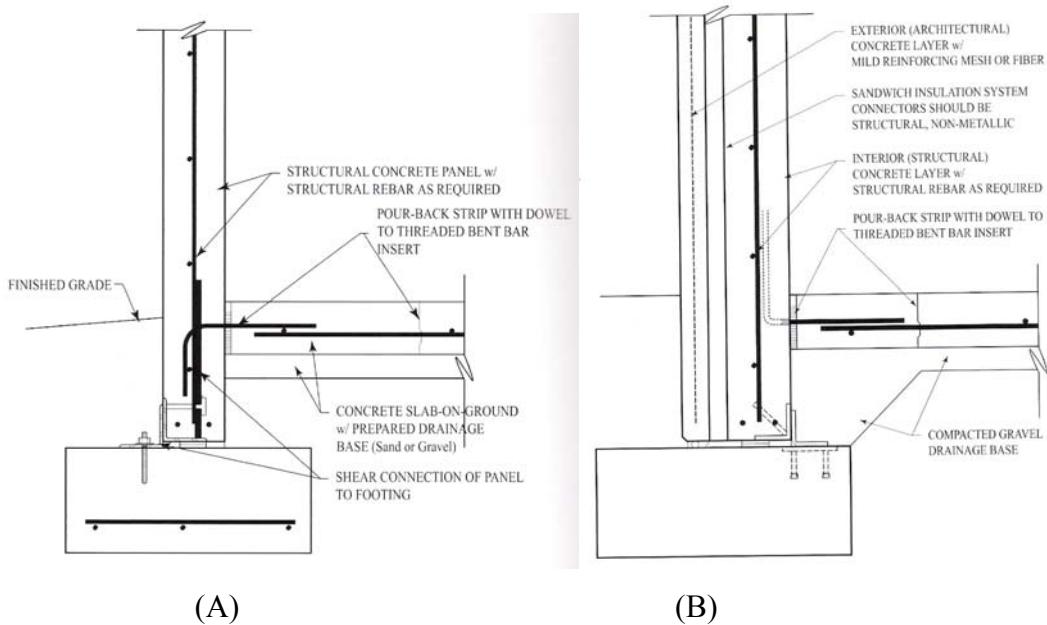 STRUCTURAL CONCRETE PANEL w/
STRUCTURAL REBAR AS REQUIRED
POUR-BACK STRIP WITH DOWEL
TO THREADED BENT BAR
INSERT
FINISHED GRADE
CONCRETE SLAB-ON-GROUND
w/ PREPARED DRAINAGE
BASE (Sand or Gravel)
SHEAR CONNECTION OF PANEL
TO FOOTING
(A)
EXTERIOR (ARCHITECTURAL)
CONCRETE LAYER w/
MILD REINFORCING MESH OR FIBER
SANDWICH INSULATION SYSTEM
CONNECTORS SHOULD BE
STRUCTURAL, NON-METALLIC
INTERIOR (STRUCTURAL)
CONCRETE LAYER w/
STRUCTURAL REBAR AS REQUIRED
POUR-BACK STRIP WITH DOWEL TO
THREADED BENT BAR INSERT
COMPACTED GRAVEL
DRAINAGE BASE
(B)